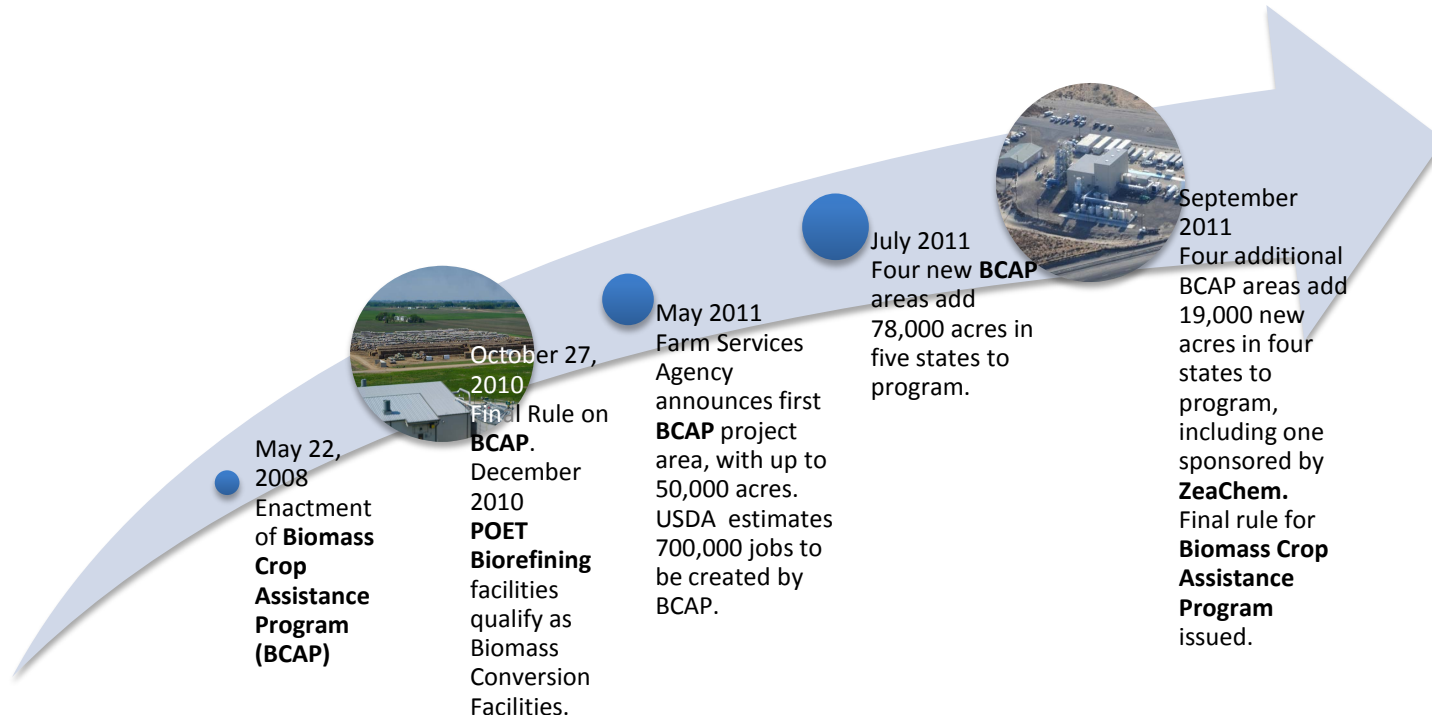 May 22,
2008
Enactment
of Biomass
Crop
Assistance
Program
(BCAP)
October 27,
2010
Final Rule on
BCAP.
December
2010
POET
Biorefining
facilities
qualify as
Biomass
Conversion
Facilities.
May 2011
Farm Services
Agency
announces first
BCAP project
area, with up to
50,000 acres.
USDA estimates
700,000 jobs to
be created by
BCAP.
July 2011
Four new BCAP
areas add
78,000 acres in
five states to
program.
September
2011
Four additional
BCAP areas add
19,000 new
acres in four
states to
program,
including one
sponsored by
ZeaChem.
Final rule for
Biomass Crop
Assistance
Program
issued.